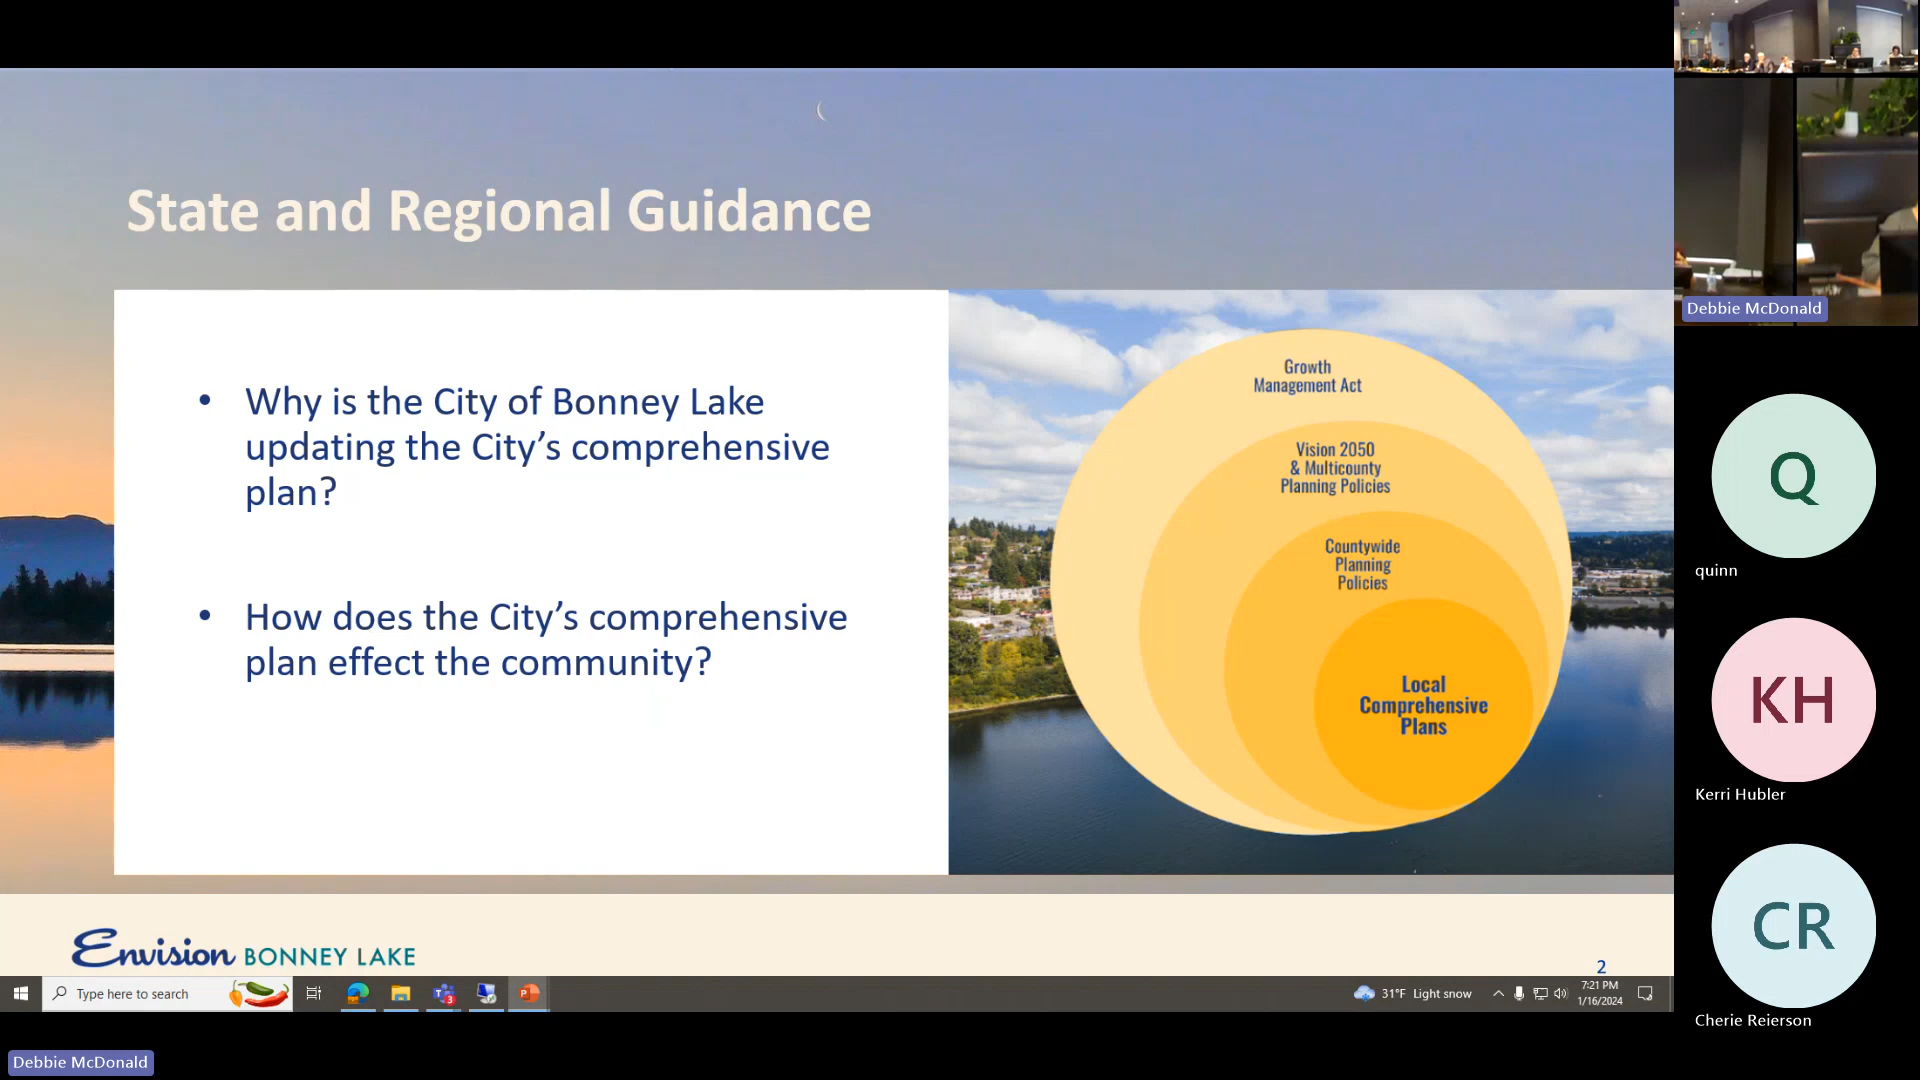 State and Regional Guidance
• Why is the City of Bonney Lake
updating the City’s comprehensive
plan?
• How does the City’s comprehensive
plan effect the community?
Growth
Management Act
Vision 2050
& Multicounty
Planning Policies
Countywide
Planning
Policies
Local
Comprehensive
Plans
Envision BONNEY LAKE
2
Type here to search
3
P
31°F Light snow
7:21 PM
1/16/2024
Debbie McDonald
Debbie McDonald
Q
quinn
KH
Kerri Hubler
CR
Cherie Reierson